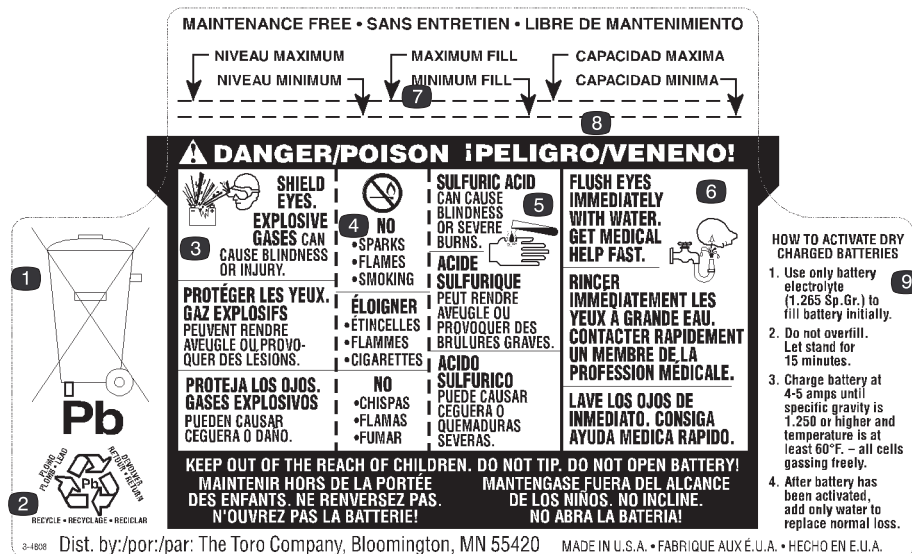 MAINTENANCE FREE • SANS ENTRETIEN • LIBRE DE MANTENIMIENTO
NIVEAU MAXIMUM
MAXIMUM FILL
CAPACIDAD MAXIMA
NIVEAU MINIMUM
MINIMUM FILL
CAPACIDAD MINIMA
7
8
DANGER/POISON ¡PELIGRO/VENENO!
1
Pb
2
PLOMO
PLOMB • LEAD
DEVOLVER
RETOUR • RETURN
Pb
RECYCLE • RECYCLAGE • RECICLAR
3
SHIELD
EYES.
EXPLOSIVE
GASES CAN
CAUSE BLINDNESS
OR INJURY.
PROTÉGER LES YEUX.
GAZ EXPLOSIFS
PEUVENT RENDRE
AVEUGLE OU PROVO-
QUER DES LESIONS.
PROTEJA LOS OJOS.
GASES EXPLOSIVOS
PUEDEN CAUSAR
CEGUERA O DAÑO.
4
NO
•SPARKS
•FLAMES
•SMOKING
ÉLOIGNER
•ÉTINCELLES
•FLAMMES
•CIGARETTES
NO
•CHISPAS
•FLAMAS
•FUMAR
SULFURIC ACID
CAN CAUSE
BLINDNESS
OR SEVERE
BURNS.
5
ACIDE
SULFURIQUE
PEUT RENDRE
AVEUGLE OU
PROVOQUER DES
BRULURES GRAVES.
ACIDO
SULFURICO
PUEDE CAUSAR
CEGUERA O
QUEMADURAS
SEVERAS.
FLUSH EYES
IMMEDIATELY
WITH WATER.
GET MEDICAL
HELP FAST.
6
RINCER
IMMEDIATEMENT LES
YEUX A GRANDE EAU.
CONTACTER RAPIDEMENT
UN MEMBRE DE LA
PROFESSION MÉDICALE.
LAVE LOS OJOS DE
INMEDIATO. CONSIGA
AYUDA MEDICA RAPIDO.
KEEP OUT OF THE REACH OF CHILDREN. DO NOT TIP. DO NOT OPEN BATTERY!
MAINTENIR HORS DE LA PORTÉE
DES ENFANTS. NE RENVERSEZ PAS.
N'OUVREZ PAS LA BATTERIE!
MANTENGASE FUERA DEL ALCANCE
DE LOS NIÑOS. NO INCLINE.
NO ABRA LA BATERIA!
HOW TO ACTIVATE DRY
CHARGED BATTERIES
9
1. Use only battery
electrolyte
(1.265 Sp.Gr.) to
fill battery initially.
2. Do not overfill.
Let stand for
15 minutes.
3. Charge battery at
4-5 amps until
specific gravity is
1.250 or higher and
temperature is at
least 60°F. – all cells
gassing freely.
4. After battery has
been activated,
add only water to
replace normal loss.
3-4808 Dist. by:/por:/par: The Toro Company, Bloomington, MN 55420 MADE IN U.S.A. • FABRIQUE AUX É.U.A. • HECHO EN E.U.A.